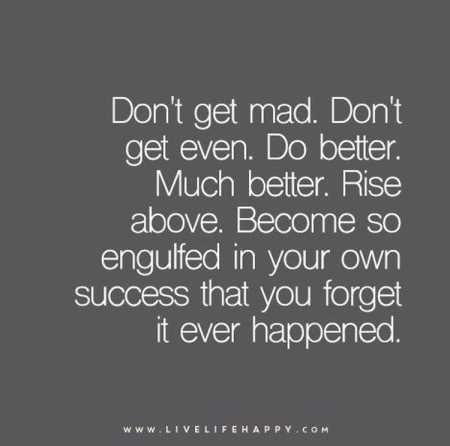 Don't get mad. Don't
get even. Do better.
Much better. Rise
above. Become so
engulfed in your own
success that you forget
it ever happened.
WWW.LIVELIFEHAPPY.COM